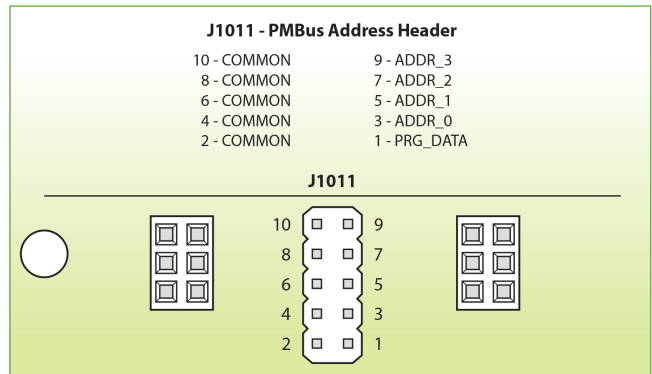 J1011 - PMBus Address Header
10 - COMMON 9 - ADDR_3
8 - COMMON 7 - ADDR_2
6 - COMMON 5 - ADDR_1
4 - COMMON 3 - ADDR_0
2 - COMMON 1 - PRG_DATA
J1011
10 9
8 7
6 5
4 3
2 1